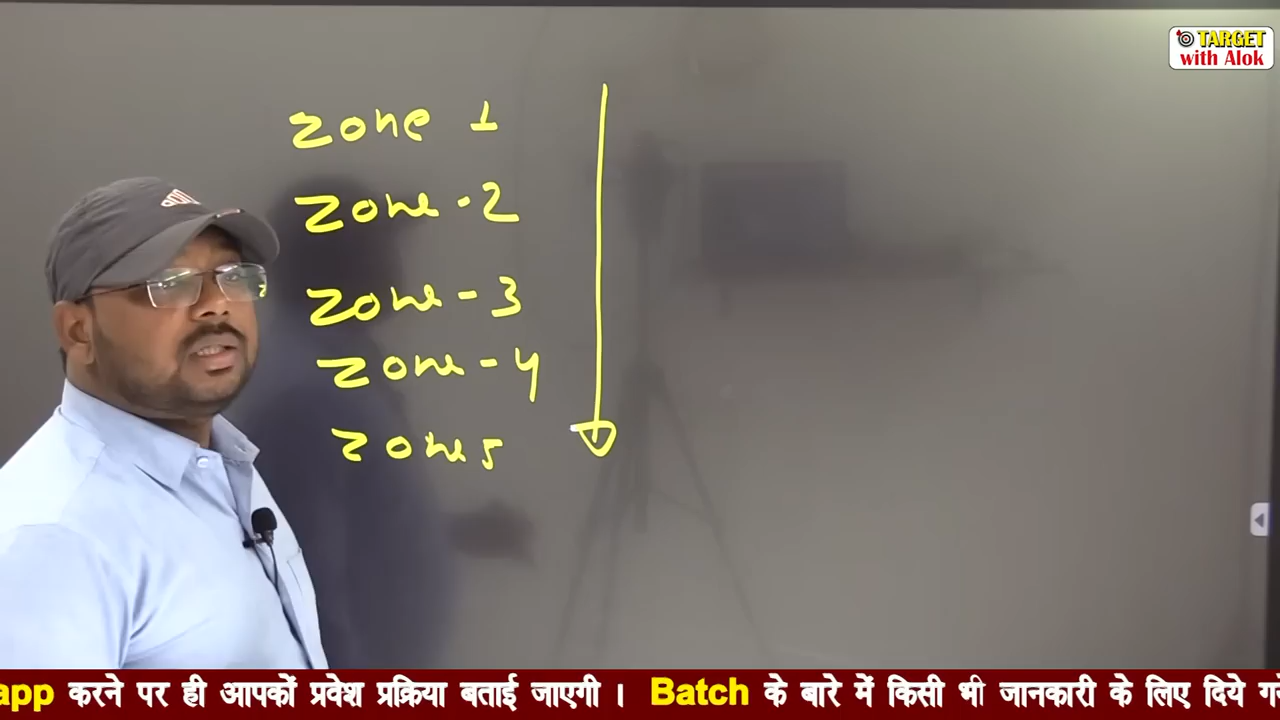 TARGET
with Alok
zone 1
zone - 2
zone - 3
zone - 4
zone 5
app करने पर ही आपकों प्रवेश प्रक्रिया बताई जाएगी । Batch के बारे में किसी भी जानकारी के लिए दिये